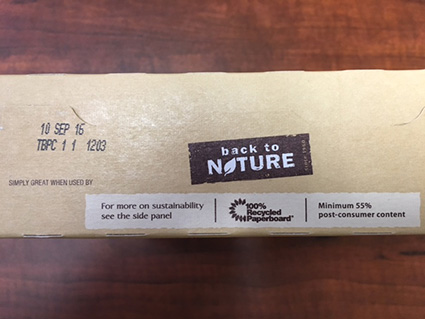 10 SEP 16
TBPC 1 1 1203
SIMPLY GREAT WHEN USED BY
back to
NATURE
For more on sustainability
see the side panel
100%
Recycled
Paperboard
Minimum 55%
post-consumer content